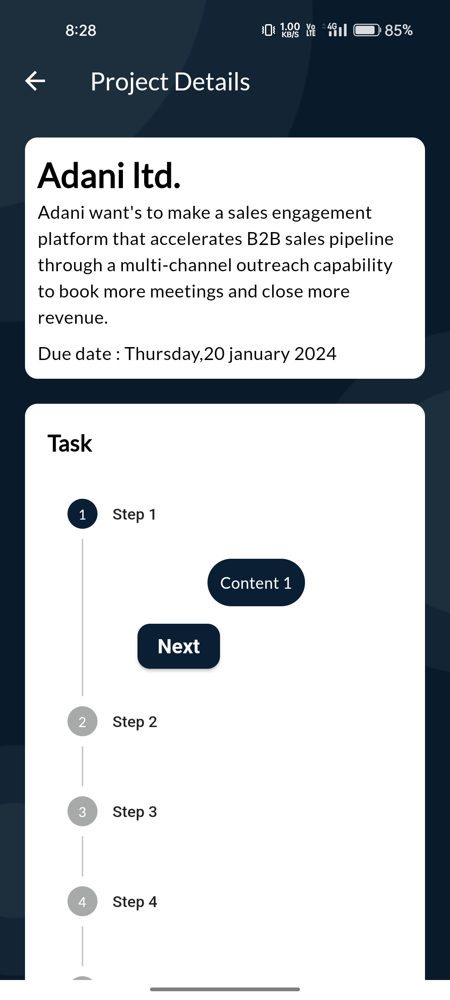 8:28
1.00 KB/S Vo LTE 4G 85%
Project Details
Adani ltd.
Adani want's to make a sales engagement
platform that accelerates B2B sales pipeline
through a multi-channel outreach capability
to book more meetings and close more
revenue.
Due date : Thursday,20 january 2024
Task
1 Step 1
Content 1
Next
2 Step 2
3 Step 3
4 Step 4